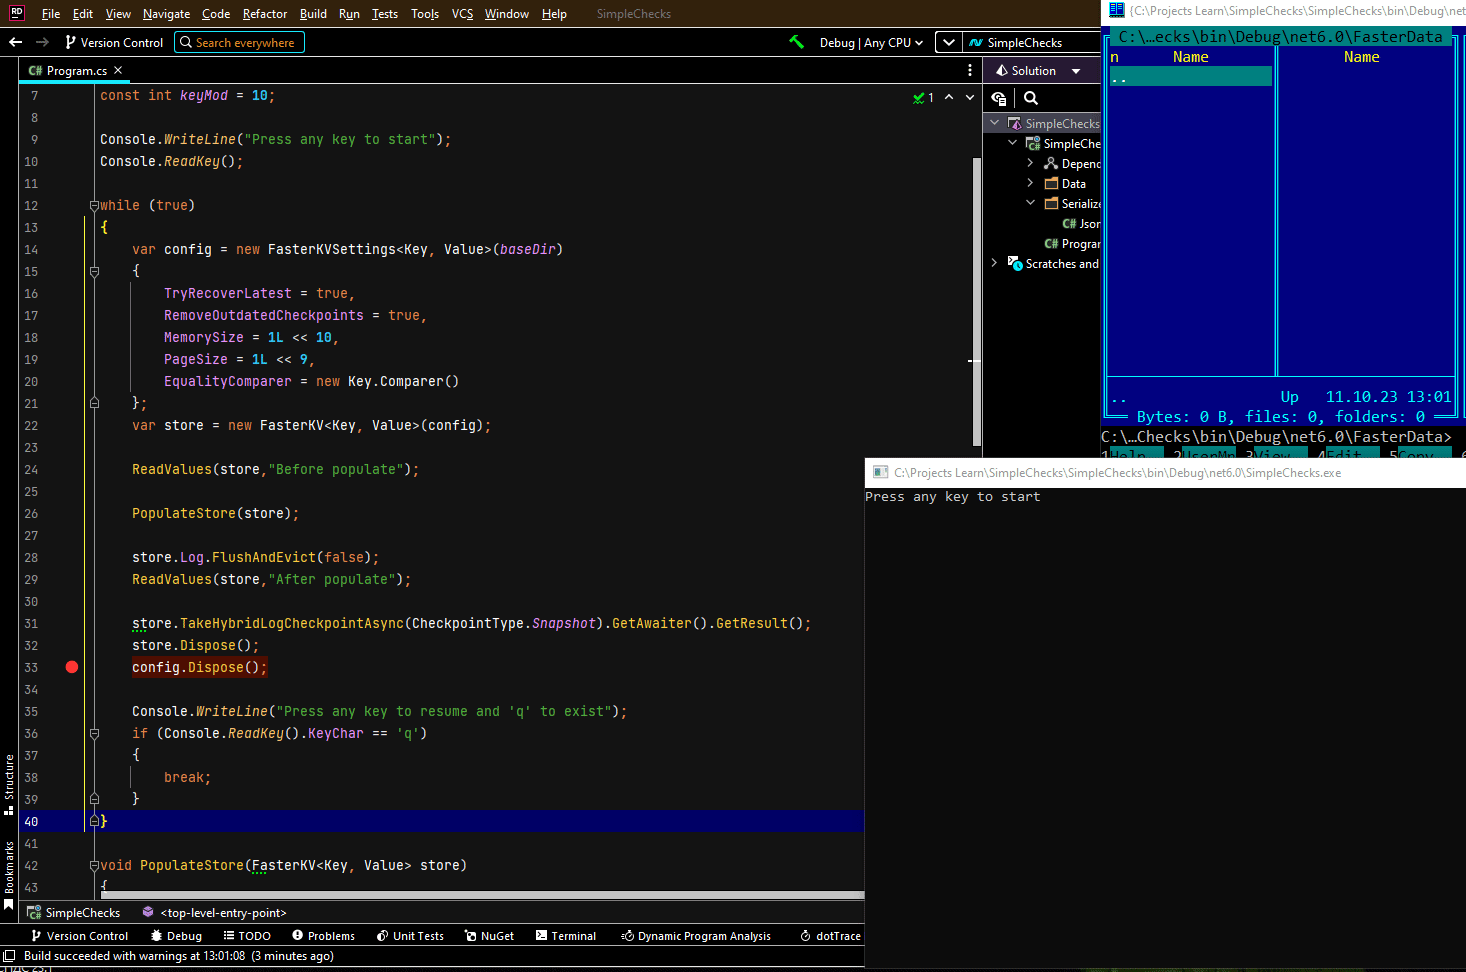 File Edit View Navigate Code Refactor Build Run Tests Tools VCS Window Help SimpleChecks
Version Control Search everywhere Debug | Any CPU SimpleChecks
C# Program.cs
1
7 const int keyMod = 10;
8
9 Console.WriteLine("Press any key to start");
10 Console.ReadKey();
11
12 while (true)
13 {
14 var config = new FasterKVSettings<Key, Value>(baseDir)
15 {
16 TryRecoverLatest = true,
17 RemoveOutdatedCheckpoints = true,
18 MemorySize = 1L << 10,
19 PageSize = 1L << 9,
20 EqualityComparer = new Key.Comparer()
21 };
22 var store = new FasterKV<Key, Value>(config);
23
24 ReadValues(store,"Before populate");
25
26 PopulateStore(store);
27
28 store.Log.FlushAndEvict(false);
29 ReadValues(store,"After populate");
30
31 store.TakeHybridLogCheckpointAsync(CheckpointType.Snapshot).GetAwaiter().GetResult();
32 store.Dispose();
33 config.Dispose();
34
35 Console.WriteLine("Press any key to resume and 'q' to exist");
36 if (Console.ReadKey().KeyChar == 'q')
37 {
38 break;
39 }
40 }
41
42 void PopulateStore(FasterKV<Key, Value> store)
43 {
Solution
SimpleChecks
SimpleChe
Depend
Data
Serialize
C# Jsor
C# Progran
Scratches and
{C:\Projects Learn\SimpleChecks\SimpleChecks\bin\Debug\net
C:\…ecks\bin\Debug\net6.0\FasterData
n Name Name
..
.. Up 11.10.23 13:01
Bytes: 0 B, files: 0, folders: 0
C:\…Checks\bin\Debug\net6.0\FasterData>
1Help 2UserMn 3View 4Edit 5Copy
C:\Projects Learn\SimpleChecks\SimpleChecks\bin\Debug\net6.0\SimpleChecks.exe
Press any key to start
Structure
Bookmarks
SimpleChecks <top-level-entry-point>
Version Control Debug TODO Problems Unit Tests NuGet Terminal Dynamic Program Analysis dotTrace
Build succeeded with warnings at 13:01:08 (3 minutes ago)